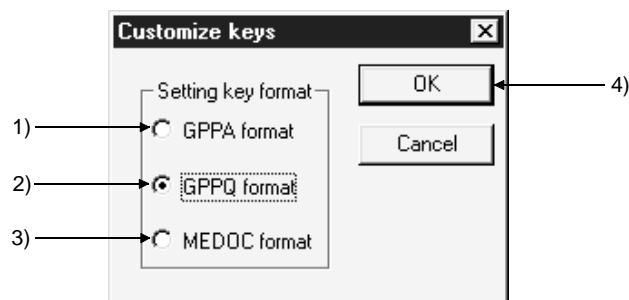 Customize keys
Setting key format
1)
GPPA format
2)
GPPQ format
3)
MEDOC format
OK
4)
Cancel